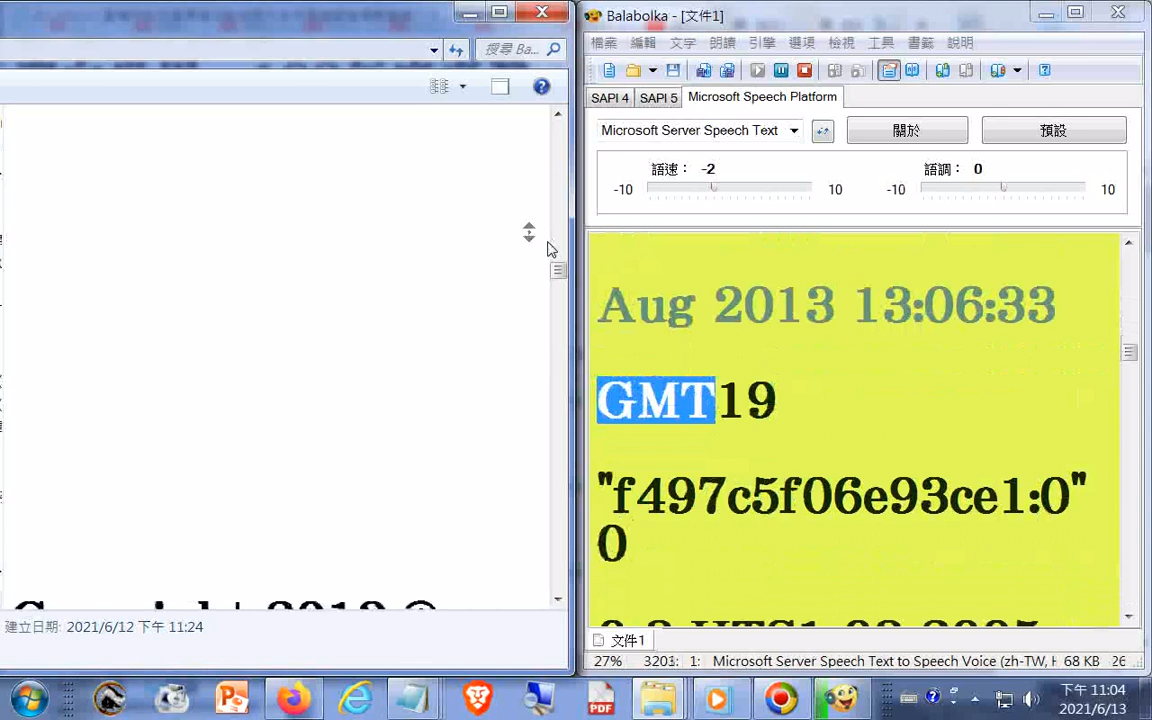 搜尋 Ba...
建立日期: 2021/6/12 下午 11:24
Balabolka - [文件1]
檔案 編輯 文字 朗讀 引擎 選項 檢視 工具 書籤 說明
SAPI 4 SAPI 5 Microsoft Speech Platform
Microsoft Server Speech Text 關於 預設
語速： -2 語調： 0
-10 10 -10 10
Aug 2013 13:06:33
GMT19
"f497c5f06e93ce1:0"
0
文件1
27% 3203: 1: Microsoft Server Speech Text to Speech Voice (zh-TW, H 68 KB 26
PDF
下午 11:04
2021/6/13